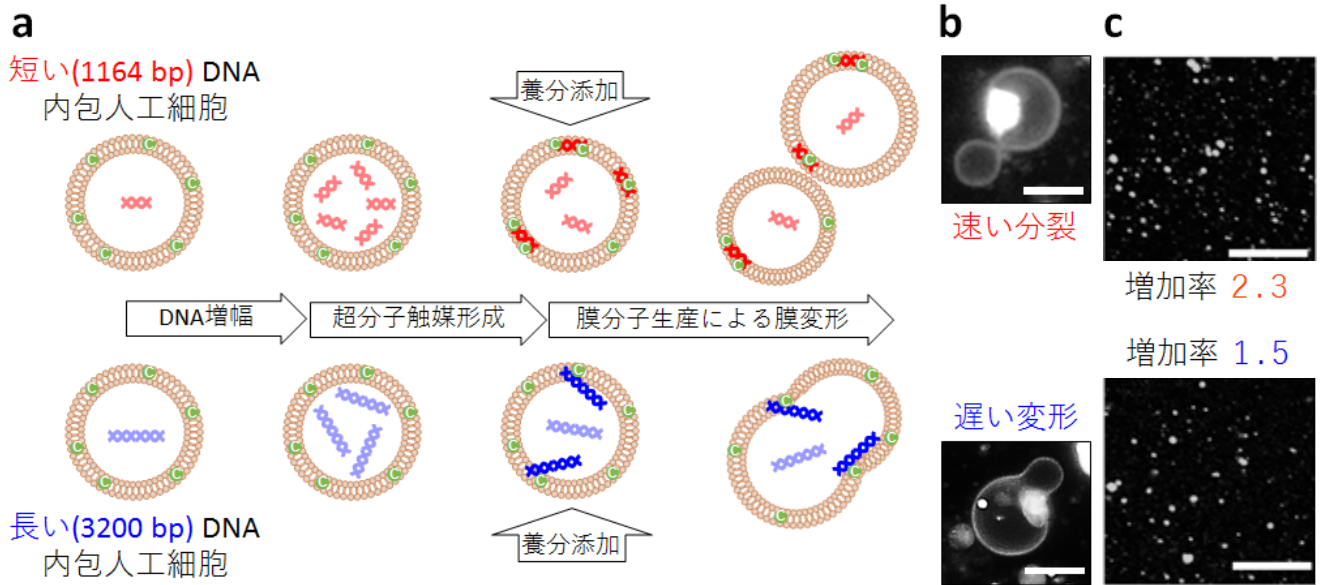 a
短い(1164 bp) DNA
内包人工細胞
養分添加
C C C C C C
C C C C C C
C C C C C
C C C C C
DNA増幅
超分子触媒形成
膜分子生産による膜変形
C C C C C C
C C C C C C
C C C C C C
C C C C C C
長い(3200 bp) DNA
内包人工細胞
養分添加
b
速い分裂
遅い変形
c
増加率 2.3
増加率 1.5